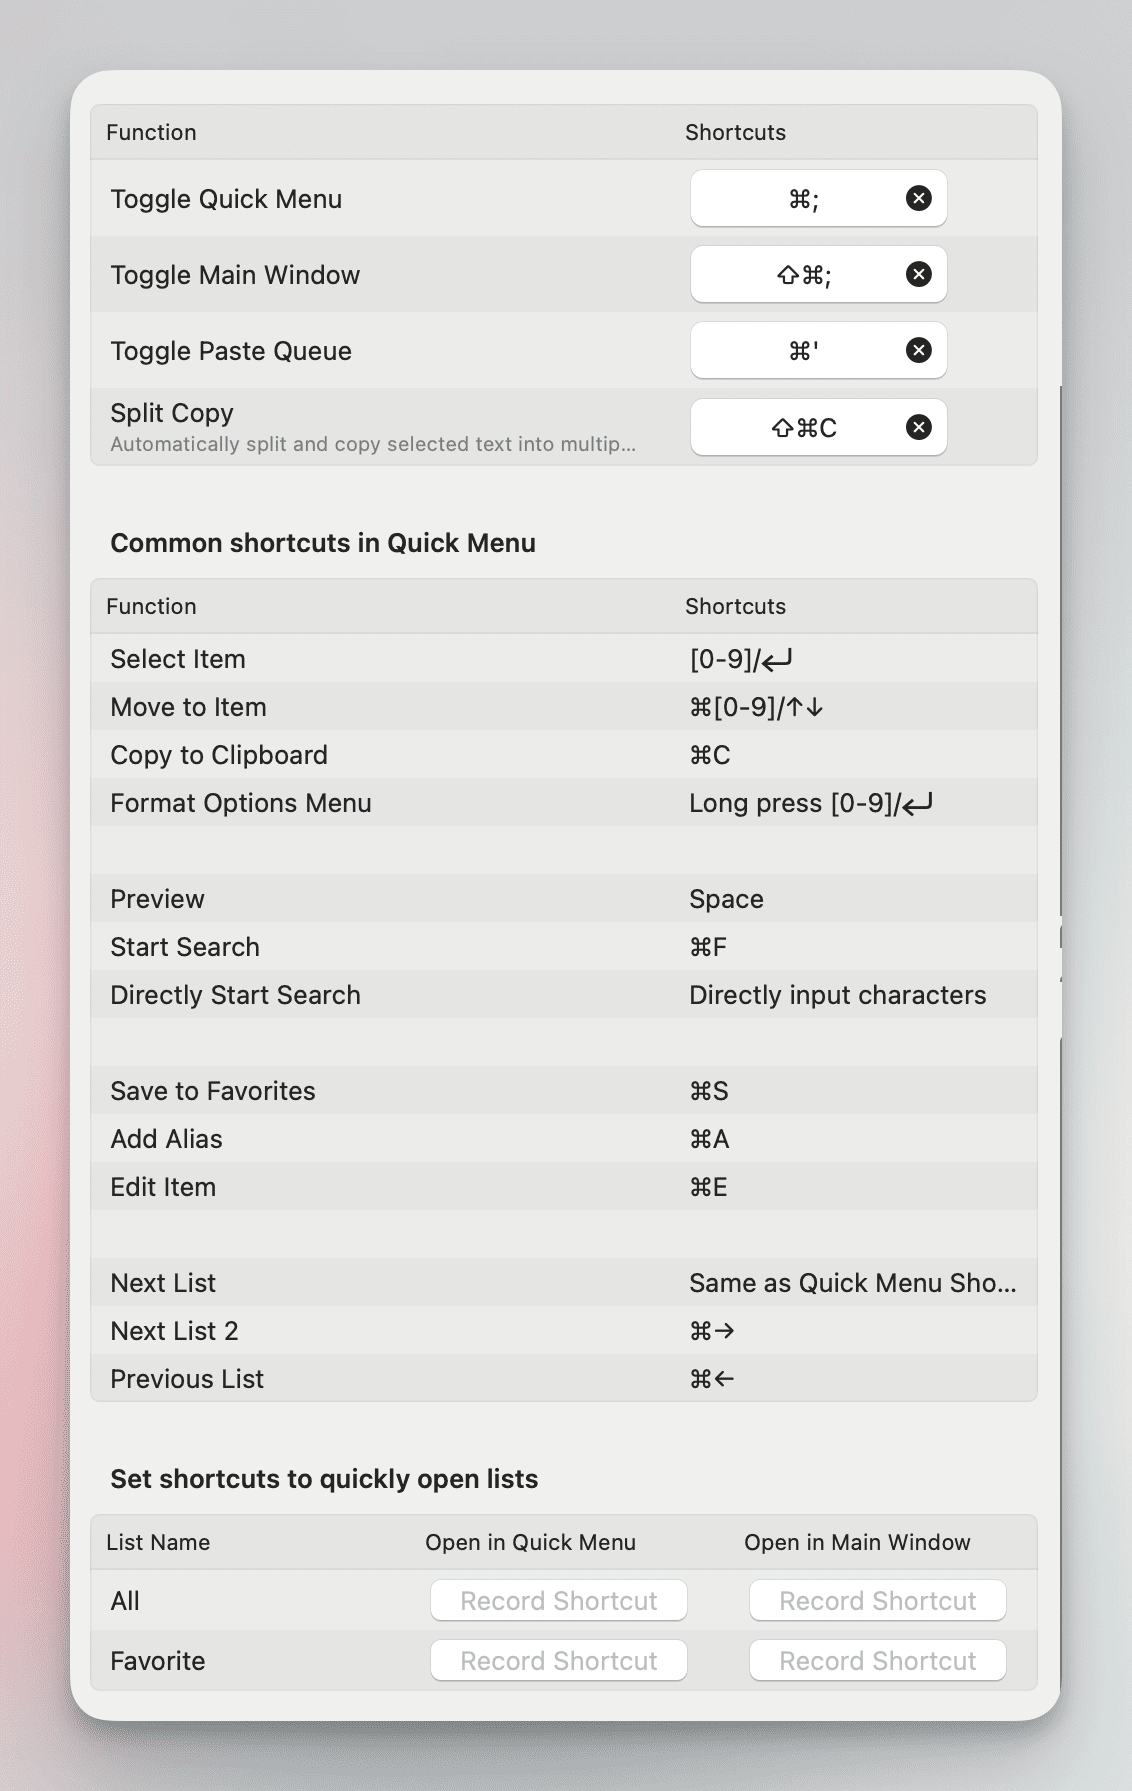 Function Shortcuts
Toggle Quick Menu ⌘;
Toggle Main Window ⇧⌘;
Toggle Paste Queue ⌘'
Split Copy ⇧⌘C
Automatically split and copy selected text into multip...
Common shortcuts in Quick Menu
Function Shortcuts
Select Item [0-9]/↵
Move to Item ⌘[0-9]/↑↓
Copy to Clipboard ⌘C
Format Options Menu Long press [0-9]/↵
Preview Space
Start Search ⌘F
Directly Start Search Directly input characters
Save to Favorites ⌘S
Add Alias ⌘A
Edit Item ⌘E
Next List Same as Quick Menu Sho...
Next List 2 ⌘→
Previous List ⌘←
Set shortcuts to quickly open lists
List Name Open in Quick Menu Open in Main Window
All Record Shortcut Record Shortcut
Favorite Record Shortcut Record Shortcut